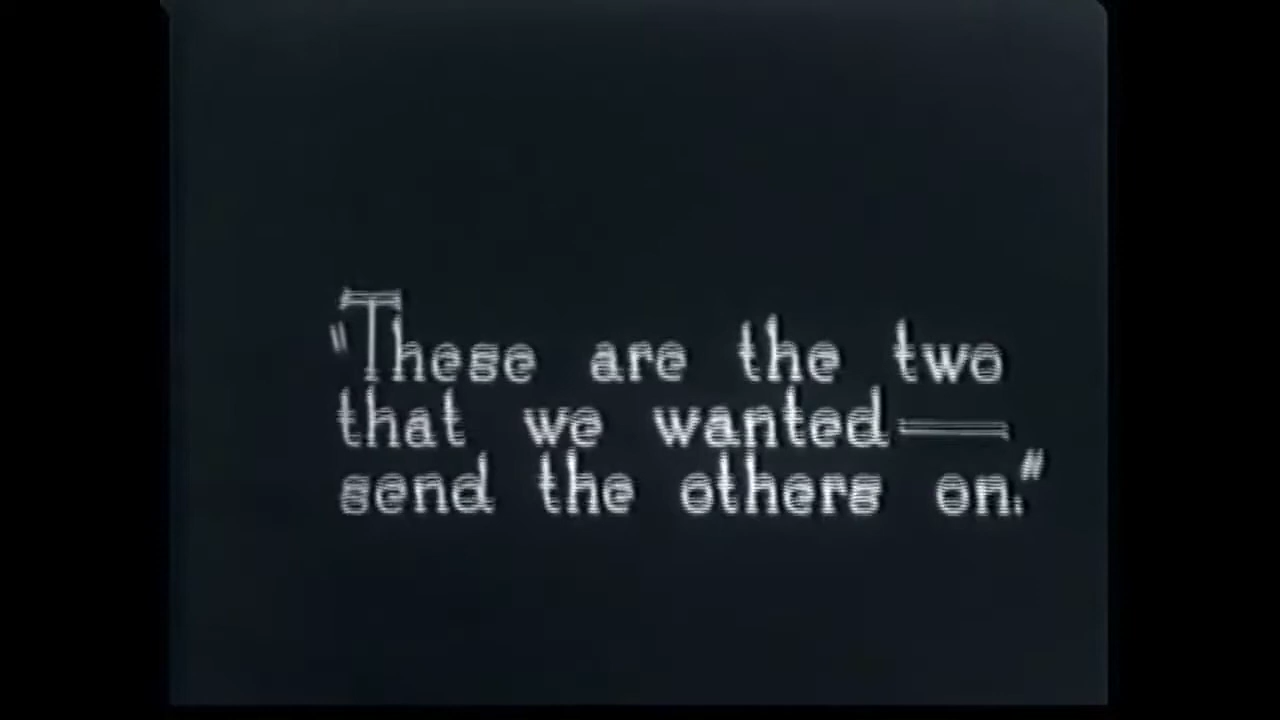 "These are the two
that we wanted—
send the others on."